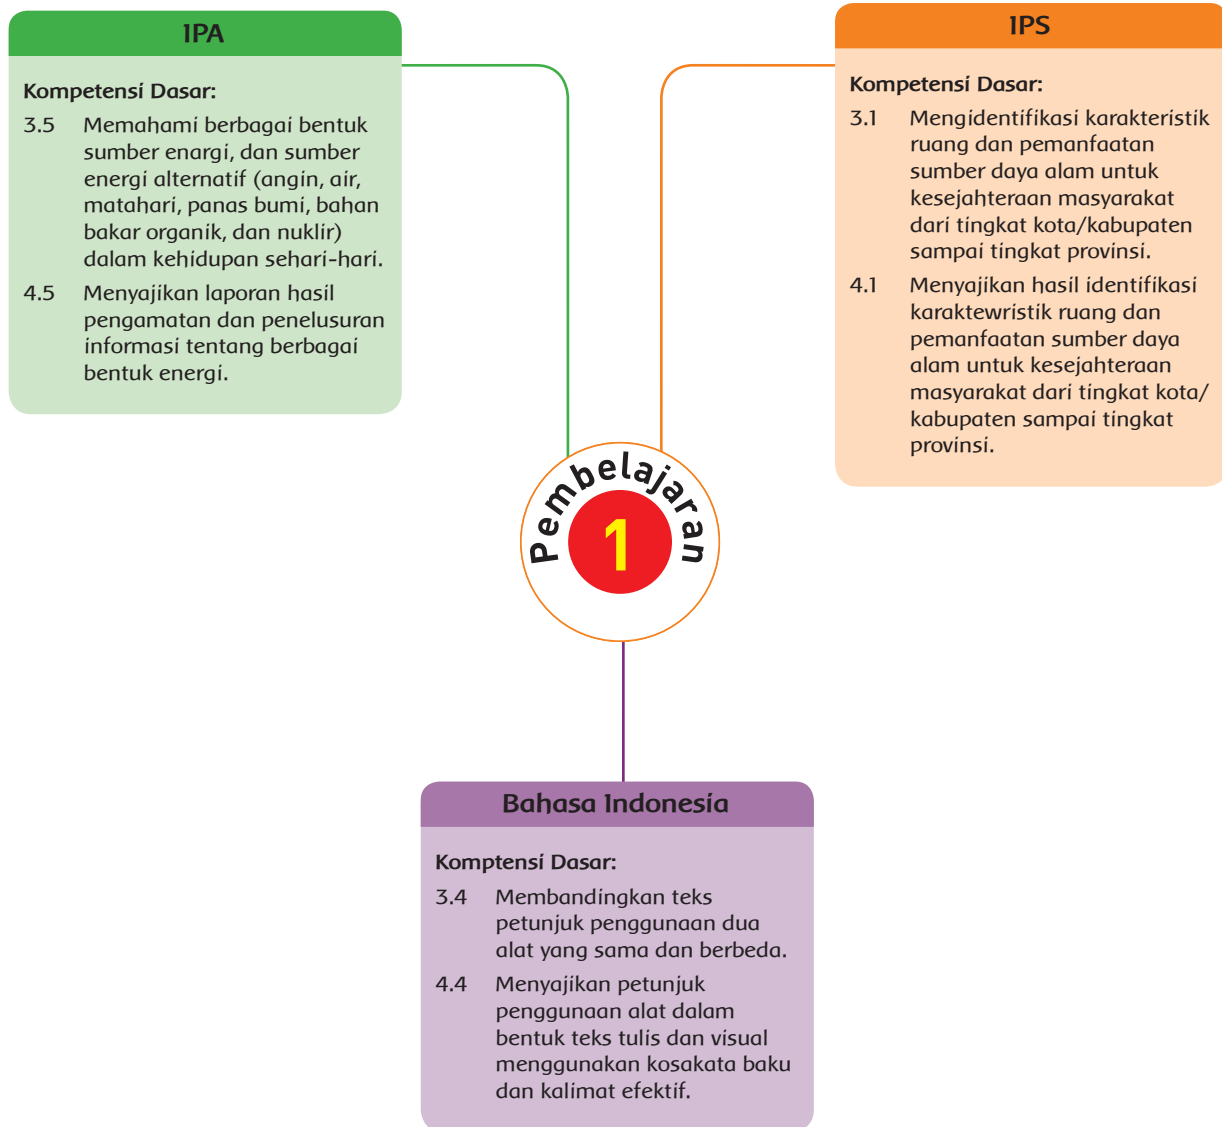 IPA
Kompetensi Dasar:
3.5 Memahami berbagai bentuk
sumber enargi, dan sumber
energi alternatif (angin, air,
matahari, panas bumi, bahan
bakar organik, dan nuklir)
dalam kehidupan sehari-hari.
4.5 Menyajikan laporan hasil
pengamatan dan penelusuran
informasi tentang berbagai
bentuk energi.
IPS
Kompetensi Dasar:
3.1 Mengidentifikasi karakteristik
ruang dan pemanfaatan
sumber daya alam untuk
kesejahteraan masyarakat
dari tingkat kota/kabupaten
sampai tingkat provinsi.
4.1 Menyajikan hasil identifikasi
karaktewristik ruang dan
pemanfaatan sumber daya
alam untuk kesejahteraan
masyarakat dari tingkat kota/
kabupaten sampai tingkat
provinsi.
Pembelajaran
1
Bahasa Indonesia
Komptensi Dasar:
3.4 Membandingkan teks
petunjuk penggunaan dua
alat yang sama dan berbeda.
4.4 Menyajikan petunjuk
penggunaan alat dalam
bentuk teks tulis dan visual
menggunakan kosakata baku
dan kalimat efektif.